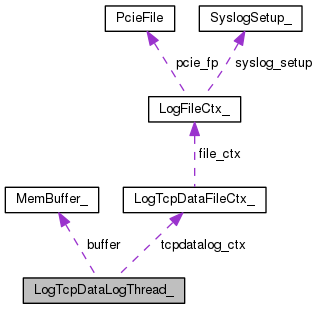 PcieFile
SyslogSetup_
pcie_fp
syslog_setup
LogFileCtx_
file_ctx
MemBuffer_
LogTcpDataFileCtx_
buffer
tcpdatalog_ctx
LogTcpDataLogThread_